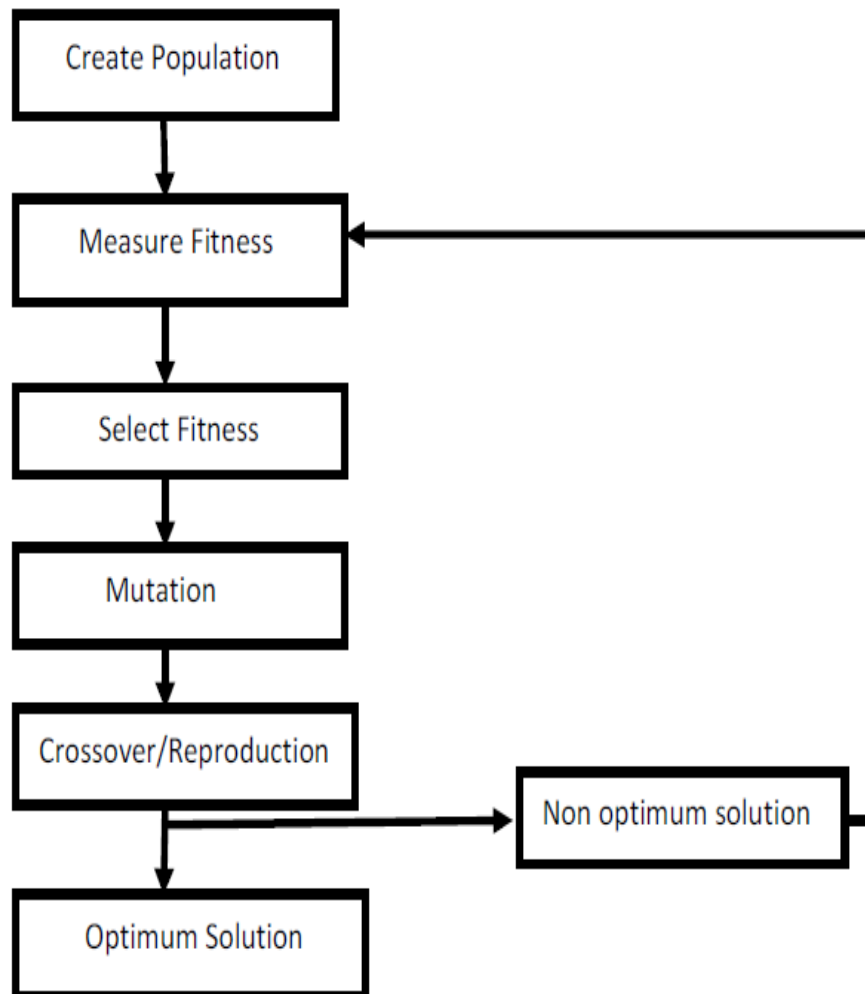 Create Population
Measure Fitness
Select Fitness
Mutation
Crossover/Reproduction
Non optimum solution
Optimum Solution